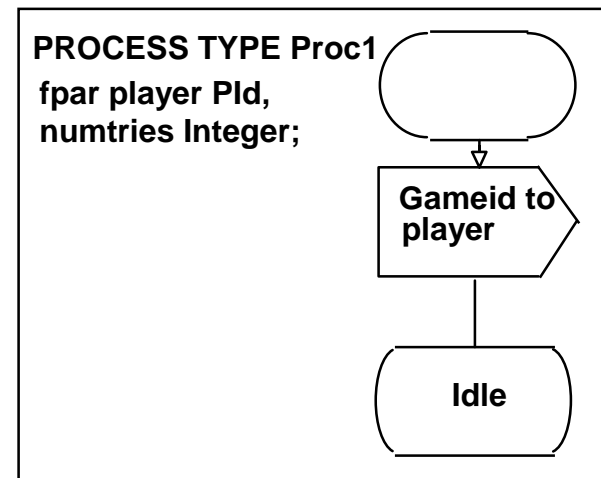 PROCESS TYPE Proc1
fpar player PId,
numtries Integer;
Gameid to
player
Idle